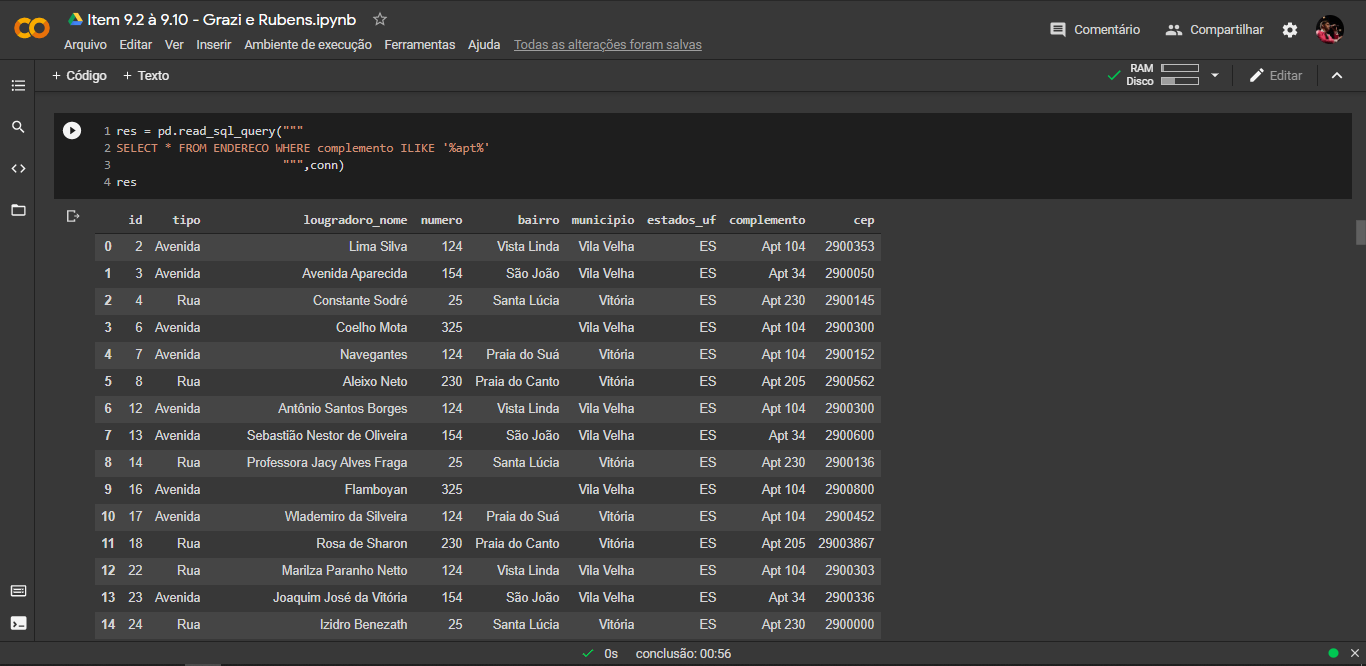 Item 9.2 à 9.10 - Grazi e Rubens.ipynb
Arquivo Editar Ver Inserir Ambiente de execução Ferramentas Ajuda Todas as alterações foram salvas
Comentário Compartilhar
+ Código + Texto
RAM
Disco
Editar
1 res = pd.read_sql_query("""
2 SELECT * FROM ENDERECO WHERE complemento ILIKE '%apt%'
3 """,conn)
4 res
id tipo lougradoro_nome numero bairro municipio estados_uf complemento cep
0 2 Avenida Lima Silva 124 Vista Linda Vila Velha ES Apt 104 2900353
1 3 Avenida Avenida Aparecida 154 São João Vila Velha ES Apt 34 2900050
2 4 Rua Constante Sodré 25 Santa Lúcia Vitória ES Apt 230 2900145
3 6 Avenida Coelho Mota 325 Vila Velha ES Apt 104 2900300
4 7 Avenida Navegantes 124 Praia do Suá Vitória ES Apt 104 2900152
5 8 Rua Aleixo Neto 230 Praia do Canto Vitória ES Apt 205 2900562
6 12 Avenida Antônio Santos Borges 124 Vista Linda Vila Velha ES Apt 104 2900300
7 13 Avenida Sebastião Nestor de Oliveira 154 São João Vila Velha ES Apt 34 2900600
8 14 Rua Professora Jacy Alves Fraga 25 Santa Lúcia Vitória ES Apt 230 2900136
9 16 Avenida Flamboyan 325 Vila Velha ES Apt 104 2900800
10 17 Avenida Wlademiro da Silveira 124 Praia do Suá Vitória ES Apt 104 2900452
11 18 Rua Rosa de Sharon 230 Praia do Canto Vitória ES Apt 205 29003867
12 22 Rua Marilza Paranho Netto 124 Vista Linda Vila Velha ES Apt 104 2900303
13 23 Avenida Joaquim José da Vitória 154 São João Vila Velha ES Apt 34 2900336
14 24 Rua Izidro Benezath 25 Santa Lúcia Vitória ES Apt 230 2900000
0s conclusão: 00:56